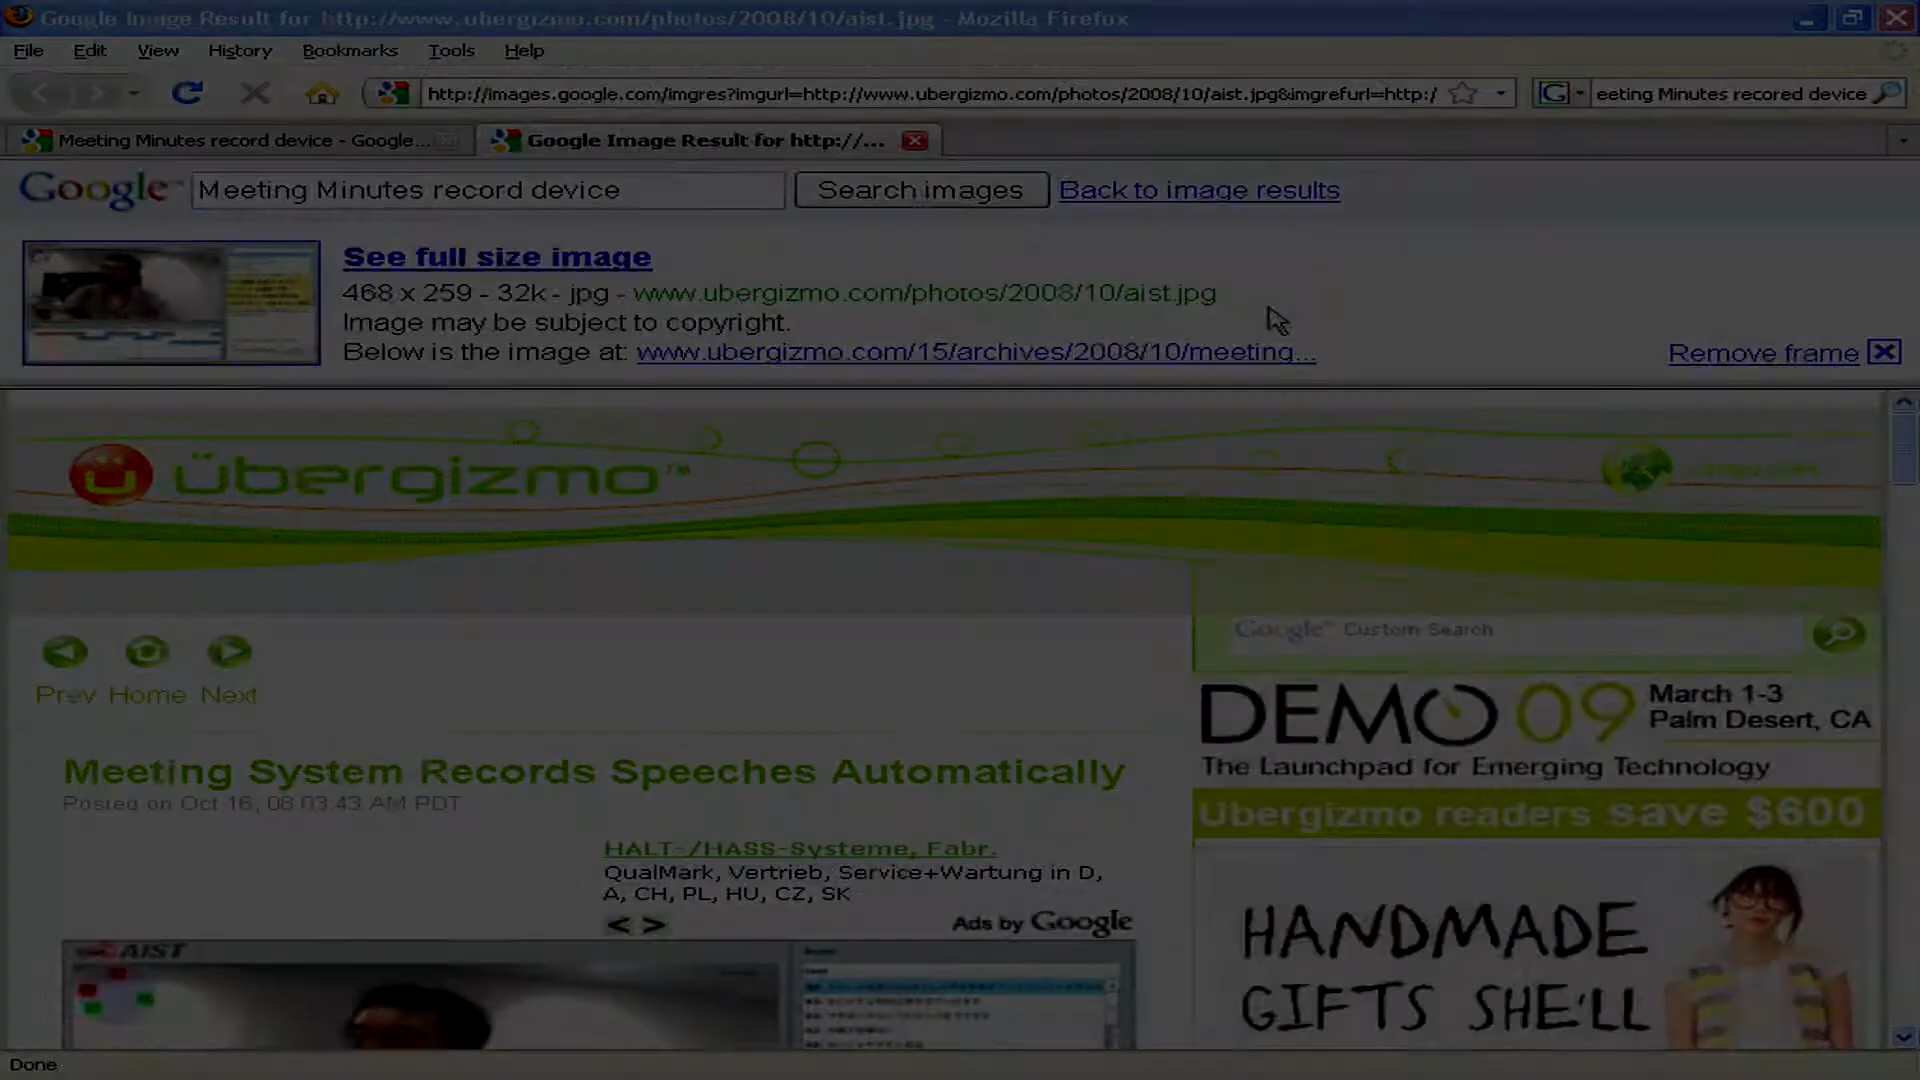 Google Image Result for http://www.ubergizmo.com/photos/2008/10/aist.jpg - Mozilla Firefox
File Edit View History Bookmarks Tools Help
http://images.google.com/imgres?imgurl=http://www.ubergizmo.com/photos/2008/10/aist.jpg&imgrefurl=http:/ eeting Minutes recored device
Meeting Minutes record device - Google... Google Image Result for http://...
Google™ Meeting Minutes record device Search images Back to image results
See full size image
468 x 259 - 32k - jpg - www.ubergizmo.com/photos/2008/10/aist.jpg
Image may be subject to copyright.
Below is the image at: www.ubergizmo.com/15/archives/2008/10/meeting...
Remove frame
übergizmo™
Google™ Custom Search
Prev Home Next
DEMO 09 March 1-3
Palm Desert, CA
The Launchpad for Emerging Technology
Ubergizmo readers save $600
Meeting System Records Speeches Automatically
Posted on Oct 16, 08 03:43 AM PDT
HALT-/HASS-Systeme, Fabr.
QualMark, Vertrieb, Service+Wartung in D,
A, CH, PL, HU, CZ, SK
< > Ads by Google
AIST
HANDMADE
GIFTS SHE'LL
Done